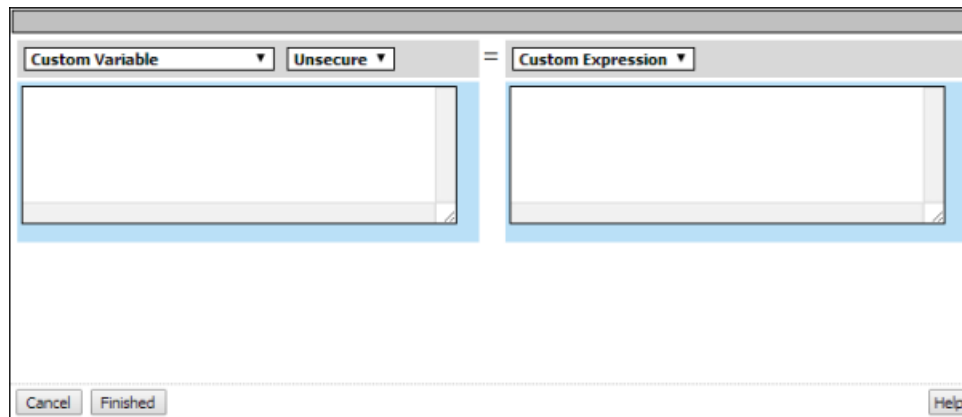 Custom Variable Unsecure = Custom Expression
Cancel Finished Help